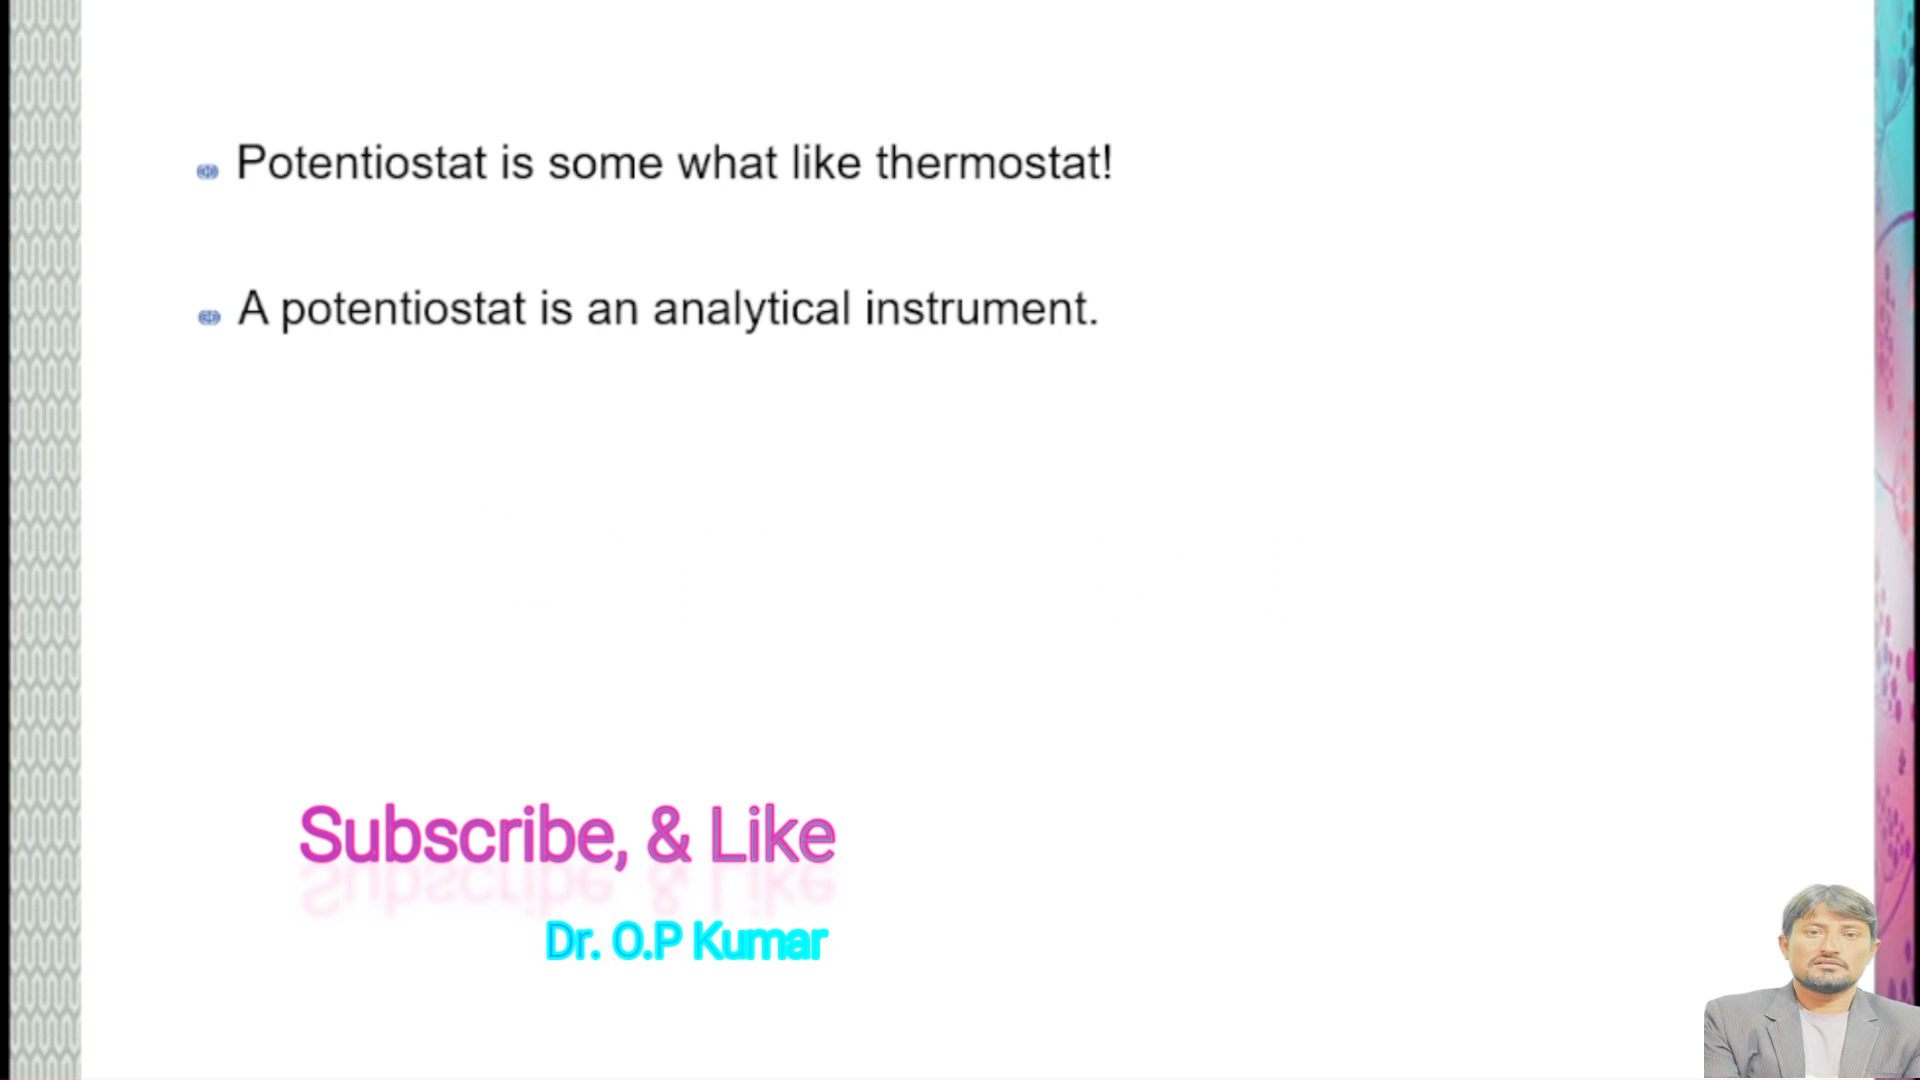 Potentiostat is some what like thermostat!
A potentiostat is an analytical instrument.
Subscribe, & Like
Dr. O.P Kumar